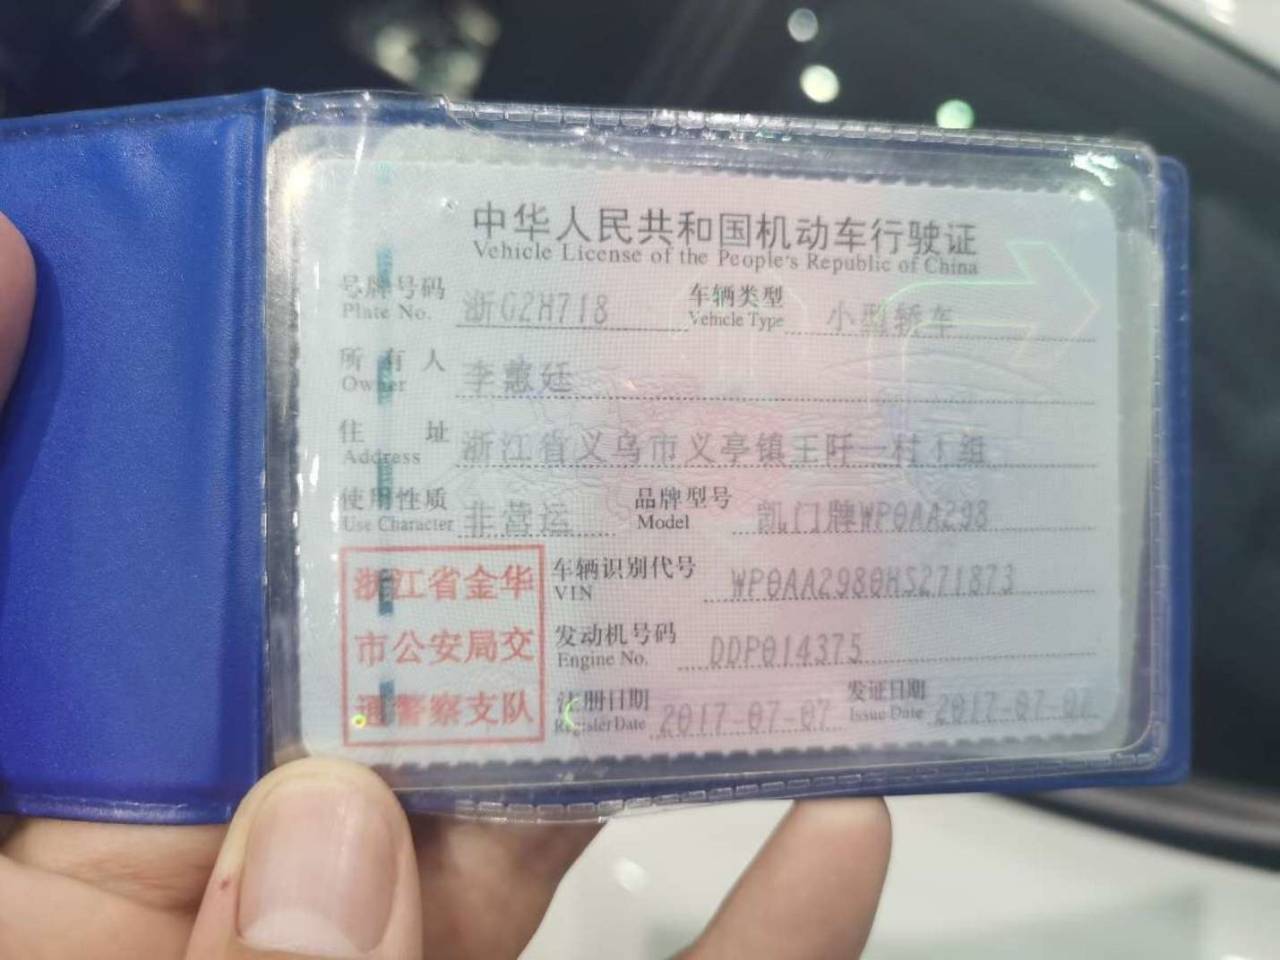 中华人民共和国机动车行驶证
Vehicle License of the People's Republic of China
号牌号码 浙G2H718 车辆类型 小型轿车
Plate No. Vehicle Type
所有人 李蕙廷
Owner
住址 浙江省义乌市义亭镇王阡一村1组
Address
使用性质 非营运 品牌型号 凯门牌WP0AA298
Use Character Model
浙江省金华
市公安局交
通警察支队
车辆识别代号 WP0AA2980HS271873
VIN
发动机号码 DDP014375
Engine No.
注册日期 2017-07-07 发证日期 2017-07-07
Register Date Issue Date